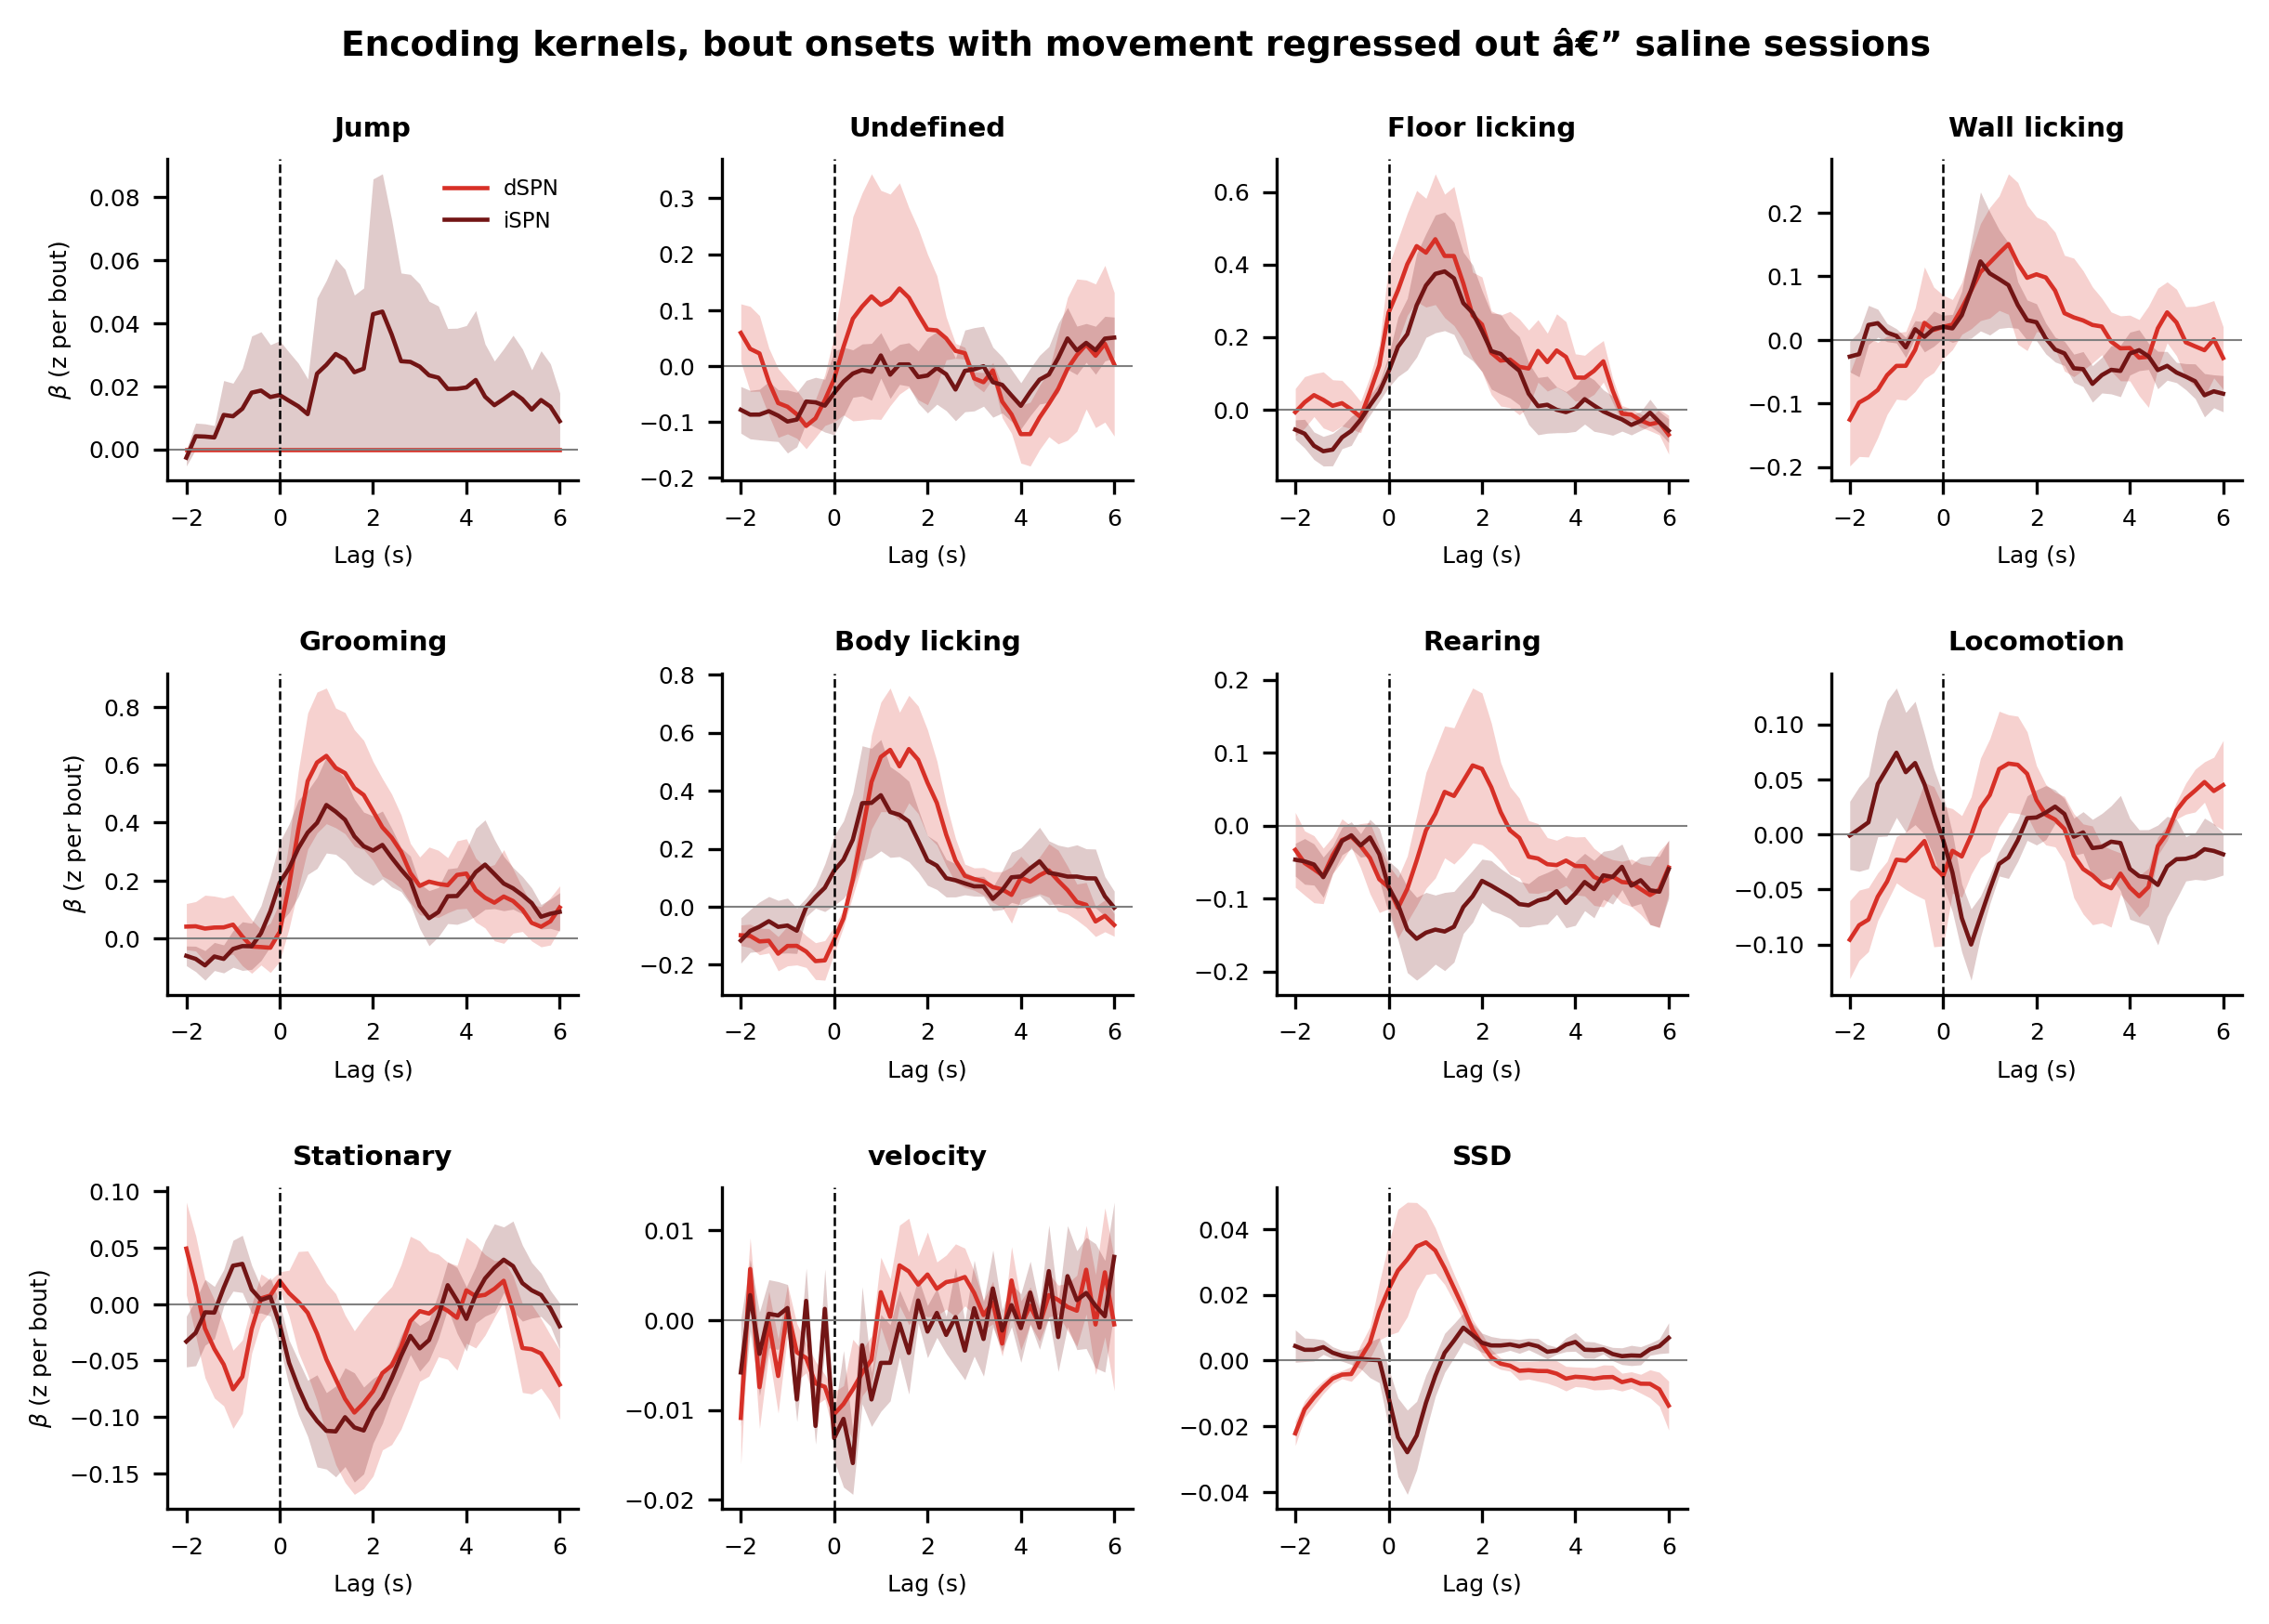 Encoding kernels, bout onsets with movement regressed out â€” saline sessions
Jump
Undefined
Floor licking
Wall licking
β (z per bout)
0.08
0.06
0.04
0.02
0.00
dSPN
iSPN
0.3
0.2
0.1
0.0
−0.1
−0.2
0.6
0.4
0.2
0.0
0.2
0.1
0.0
−0.1
−0.2
−2 0 2 4 6
−2 0 2 4 6
−2 0 2 4 6
−2 0 2 4 6
Lag (s)
Lag (s)
Lag (s)
Lag (s)
Grooming
Body licking
Rearing
Locomotion
β (z per bout)
0.8
0.6
0.4
0.2
0.0
0.8
0.6
0.4
0.2
0.0
−0.2
0.2
0.1
0.0
−0.1
−0.2
0.10
0.05
0.00
−0.05
−0.10
−2 0 2 4 6
−2 0 2 4 6
−2 0 2 4 6
−2 0 2 4 6
Lag (s)
Lag (s)
Lag (s)
Lag (s)
Stationary
velocity
SSD
β (z per bout)
0.10
0.05
0.00
−0.05
−0.10
−0.15
0.01
0.00
−0.01
−0.02
0.04
0.02
0.00
−0.02
−0.04
−2 0 2 4 6
−2 0 2 4 6
−2 0 2 4 6
Lag (s)
Lag (s)
Lag (s)